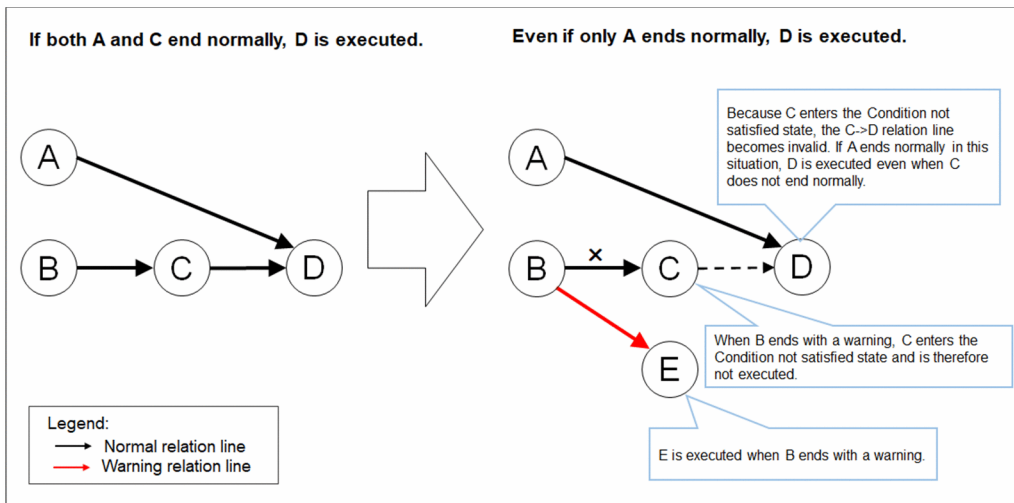 If both A and C end normally, D is executed.
A
B
C
D
Legend:
Normal relation line
Warning relation line
Even if only A ends normally, D is executed.
Because C enters the Condition not
satisfied state, the C->D relation line
becomes invalid. If A ends normally in this
situation, D is executed even when C
does not end normally.
A
B
×
C
D
When B ends with a warning, C enters the
Condition not satisfied state and is therefore
not executed.
E
E is executed when B ends with a warning.